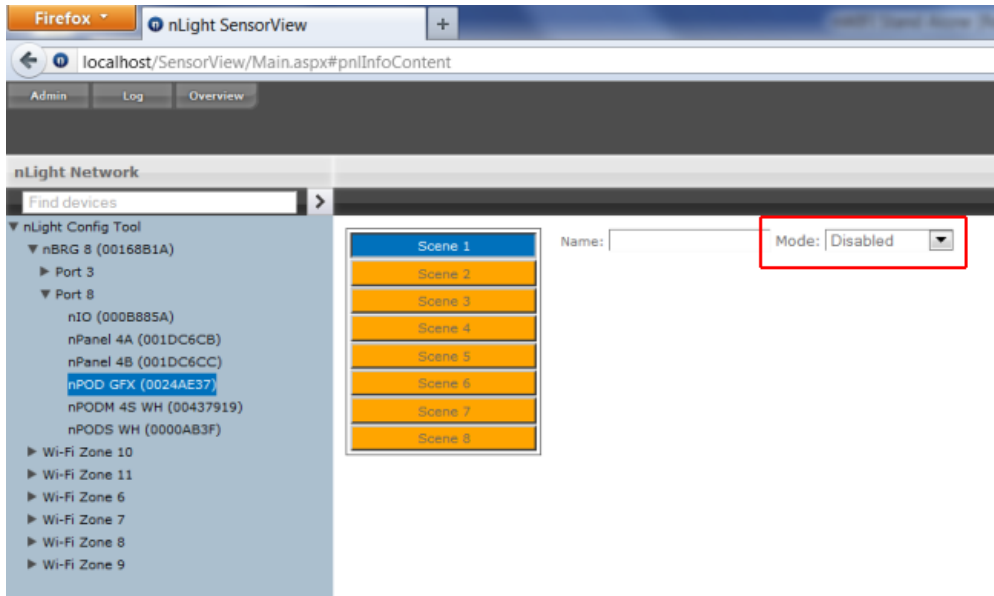 Firefox
nLight SensorView
+
localhost/SensorView/Main.aspx#pnlInfoContent
Admin Log Overview
nLight Network
Find devices
nLight Config Tool
nBRG 8 (00168B1A)
Port 3
Port 8
nIO (000B885A)
nPanel 4A (001DC6CB)
nPanel 4B (001DC6CC)
nPOD GFX (0024AE37)
nPODM 4S WH (00437919)
nPODS WH (0000AB3F)
Wi-Fi Zone 10
Wi-Fi Zone 11
Wi-Fi Zone 6
Wi-Fi Zone 7
Wi-Fi Zone 8
Wi-Fi Zone 9
Scene 1
Scene 2
Scene 3
Scene 4
Scene 5
Scene 6
Scene 7
Scene 8
Name:
Mode: Disabled